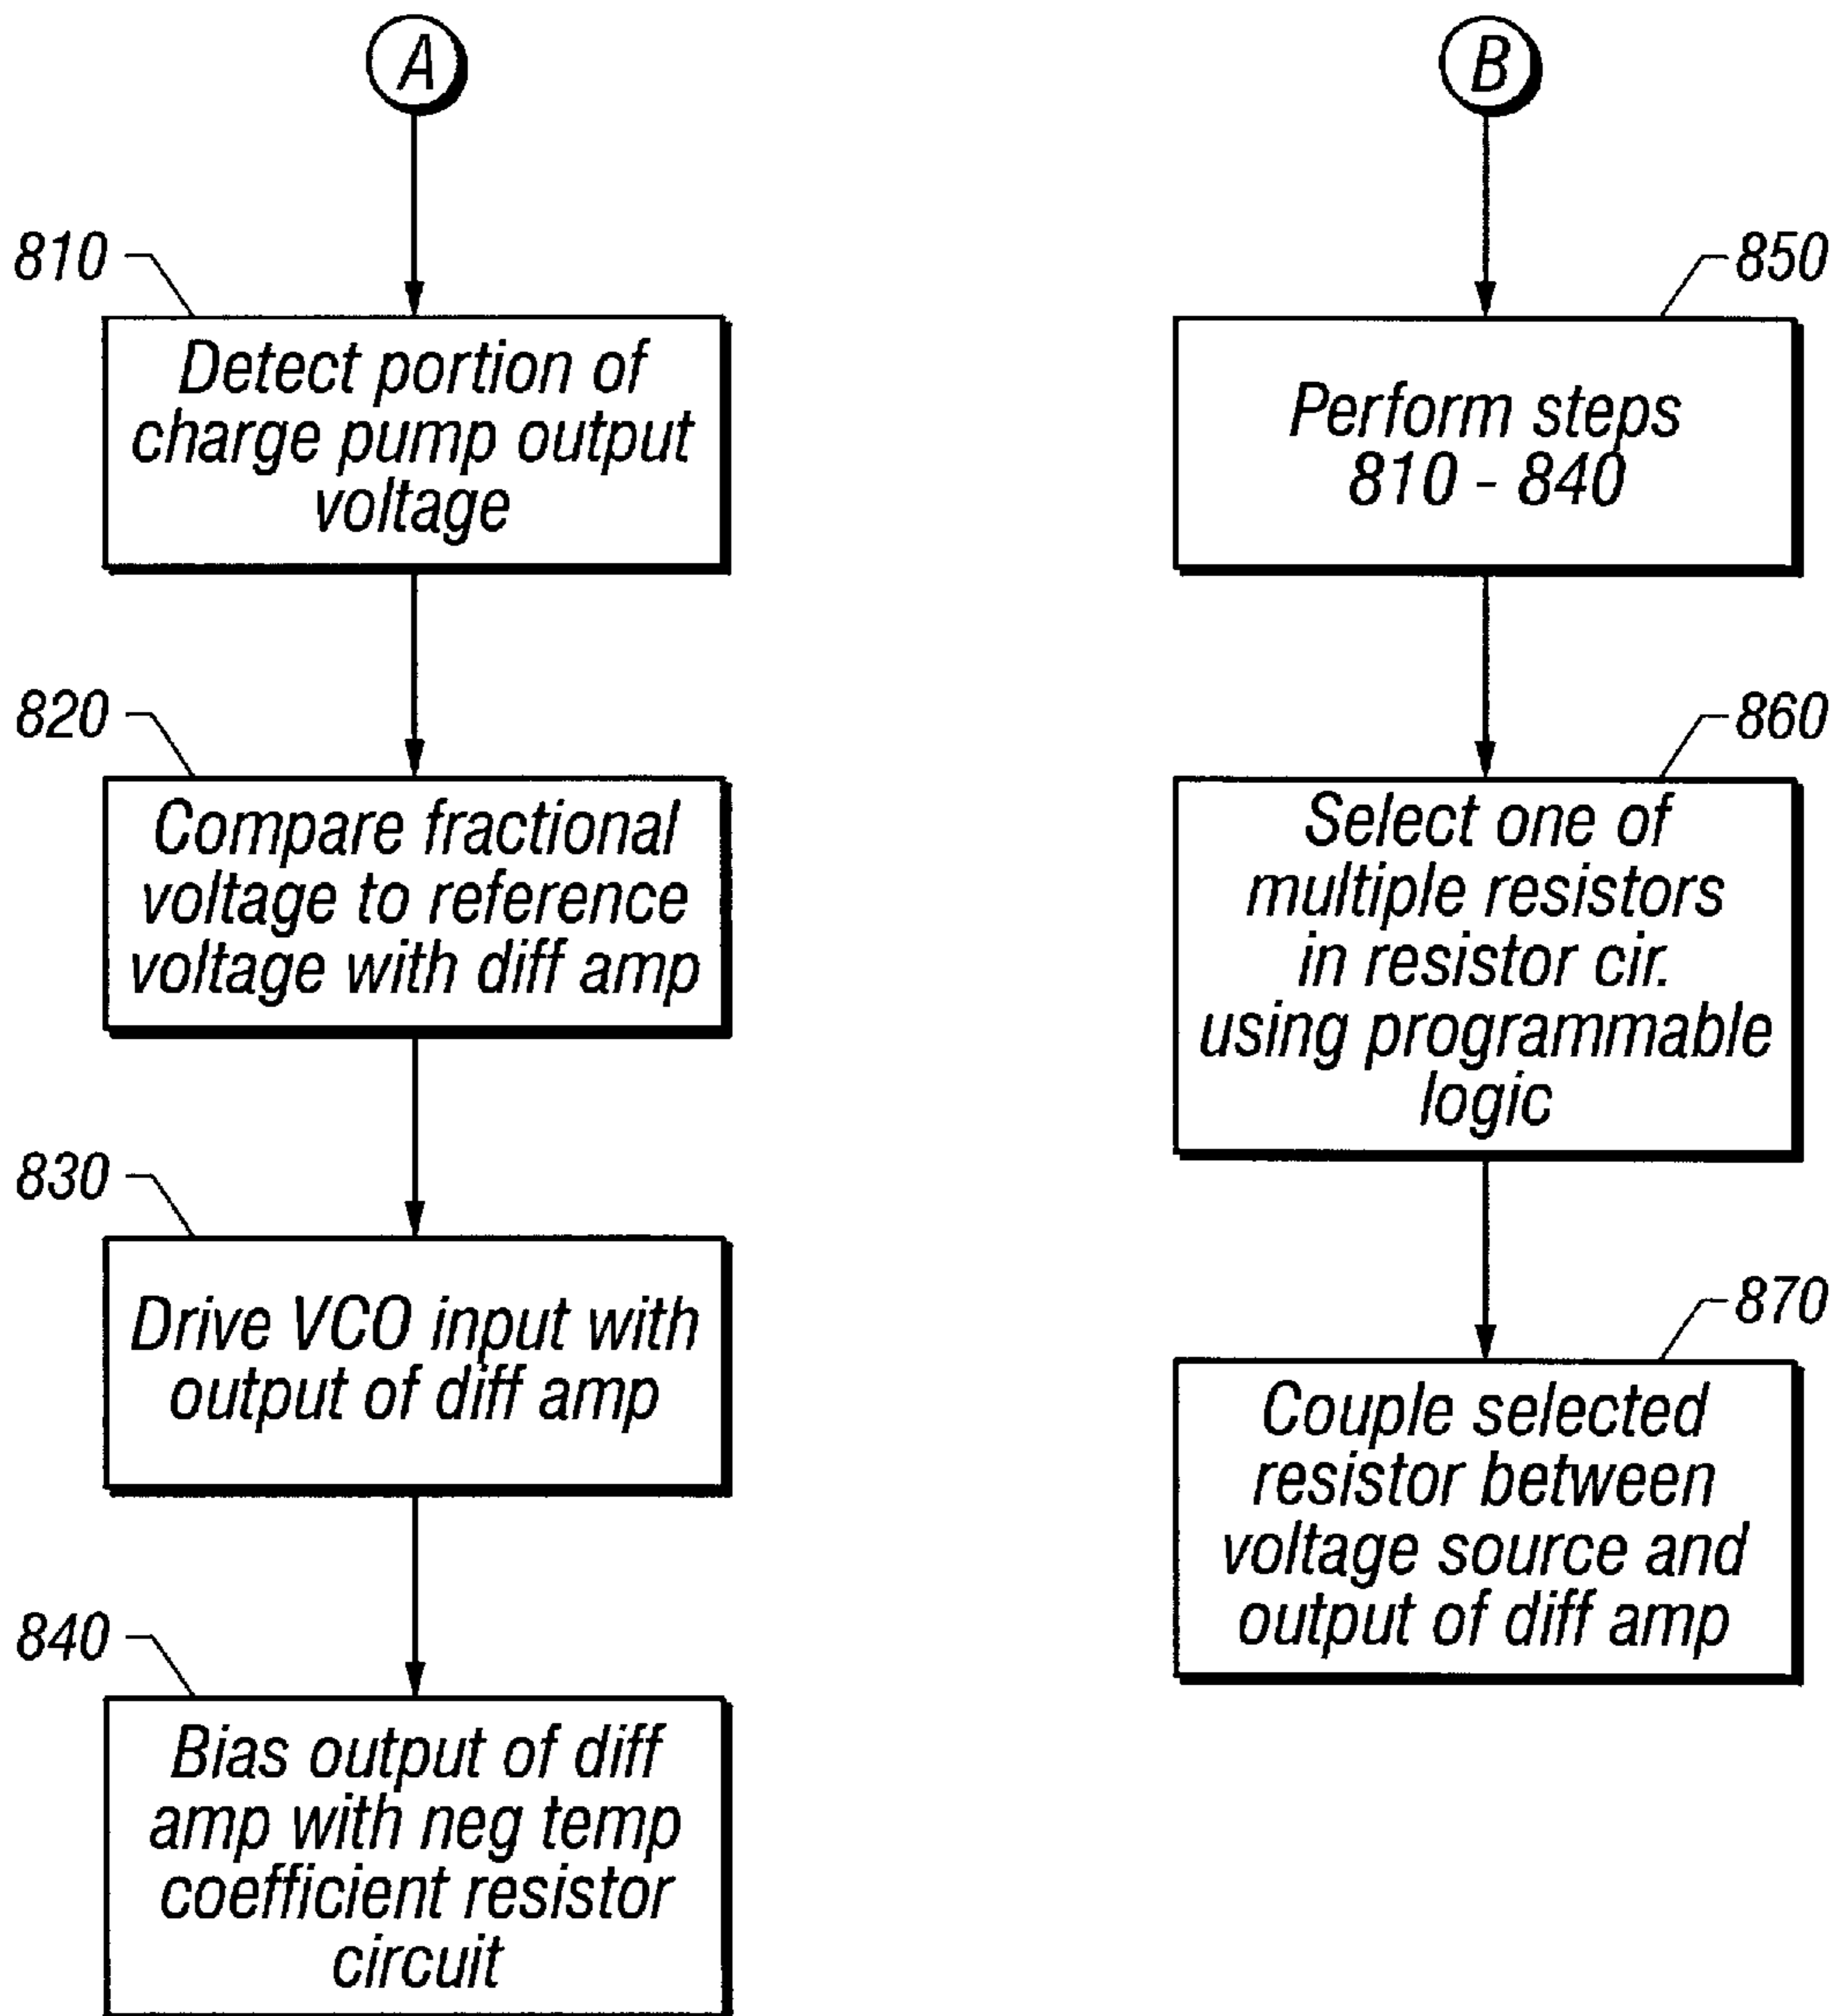 A
810
Detect portion of
charge pump output
voltage
820
Compare fractional
voltage to reference
voltage with diff amp
830
Drive VCO input with
output of diff amp
840
Bias output of diff
amp with neg temp
coefficient resistor
circuit
B
850
Perform steps
810 - 840
860
Select one of
multiple resistors
in resistor cir.
using programmable
logic
870
Couple selected
resistor between
voltage source and
output of diff amp